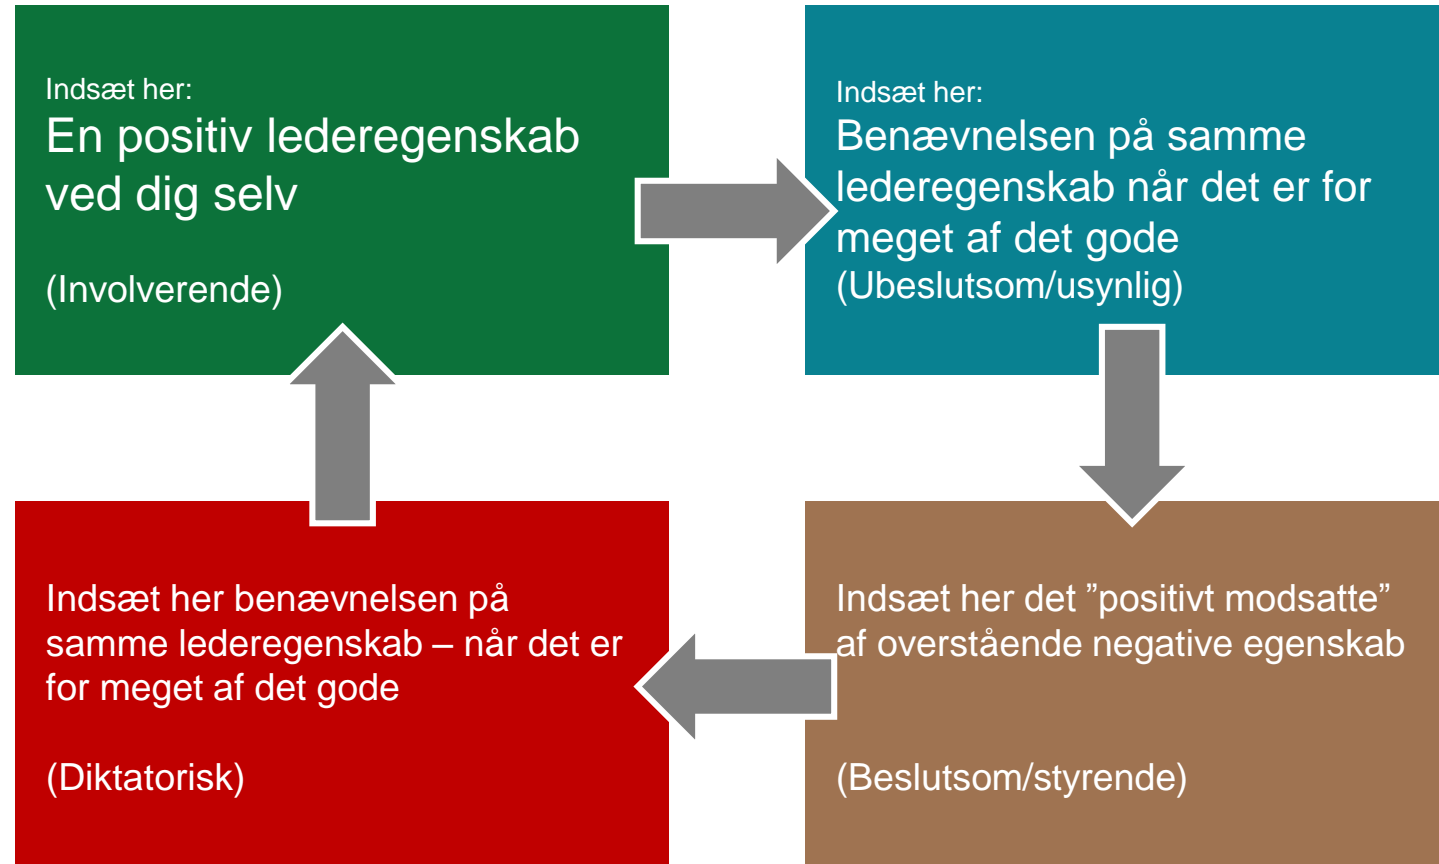 Indsæt her:
En positiv lederegenskab
ved dig selv
(Involverende)
Indsæt her:
Benævnelsen på samme
lederegenskab når det er for
meget af det gode
(Ubeslutsom/usynlig)
Indsæt her benævnelsen på
samme lederegenskab – når det er
for meget af det gode
(Diktatorisk)
Indsæt her det ”positivt modsatte”
af overstående negative egenskab
(Beslutsom/styrende)